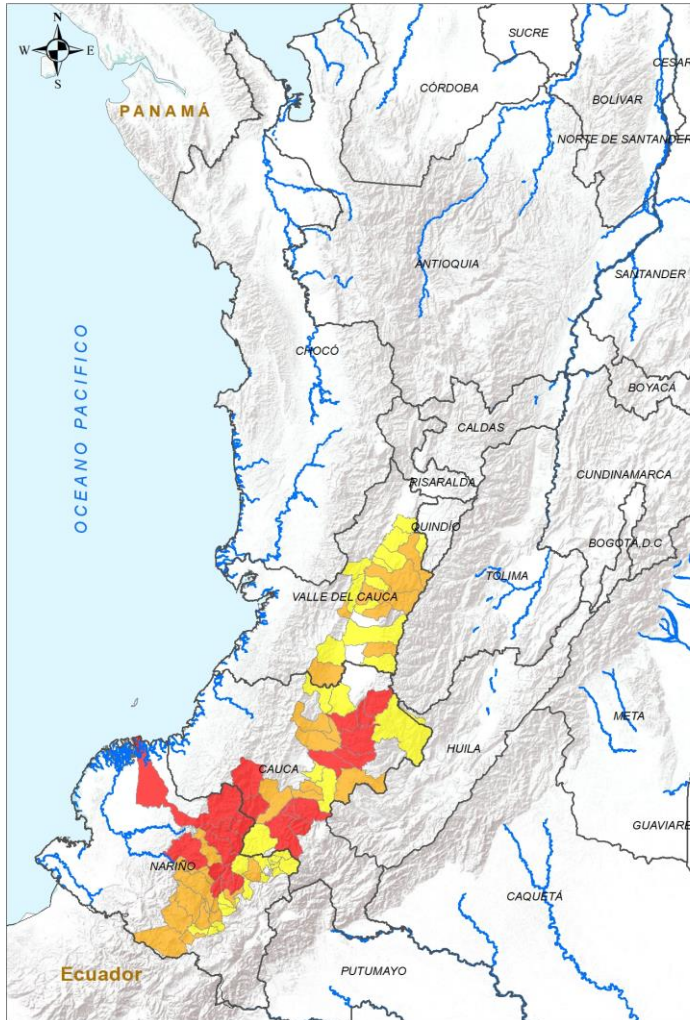 N
W E
S
SUCRE
CESAR
CÓRDOBA
BOLÍVAR
PANAMÁ
NORTE DE SANTANDER
ANTIOQUIA
SANTANDER
OCEANO PACIFICO
CHOCÓ
BOYACÁ
CALDAS
CUNDINAMARCA
RISARALDA
QUINDÍO
BOGOTÁ, D.C
TOLIMA
VALLE DEL CAUCA
META
HUILA
CAUCA
GUAVIARE
NARIÑO
CAQUETÁ
Ecuador
PUTUMAYO